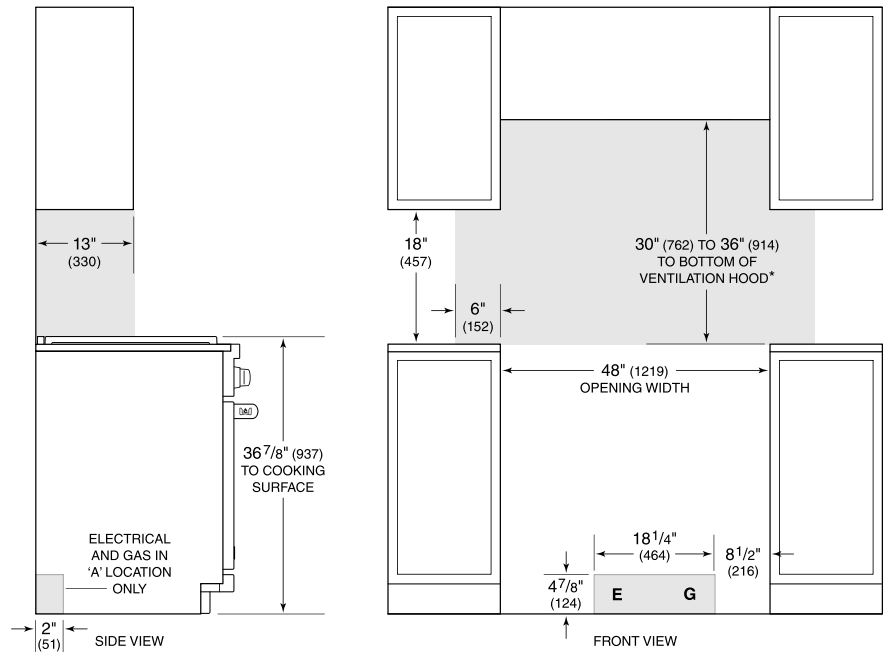 13"
(330)
36 7/8" (937)
TO COOKING
SURFACE
ELECTRICAL
AND GAS IN
‘A’ LOCATION
ONLY
2"
(51)
SIDE VIEW
18"
(457)
30" (762) TO 36" (914)
TO BOTTOM OF
VENTILATION HOOD*
6"
(152)
48" (1219)
OPENING WIDTH
18 1/4"
(464)
8 1/2"
(216)
4 7/8"
(124)
E G
FRONT VIEW